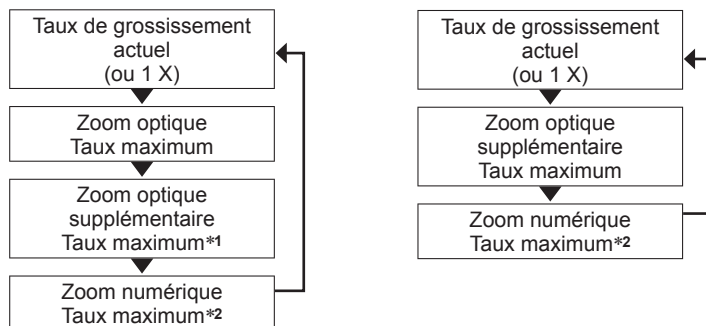 Taux de grossissement
actuel
(ou 1 X)
Zoom optique
Taux maximum
Zoom optique
supplémentaire
Taux maximum*1
Zoom numérique
Taux maximum*2
Taux de grossissement
actuel
(ou 1 X)
Zoom optique
supplémentaire
Taux maximum
Zoom numérique
Taux maximum*2